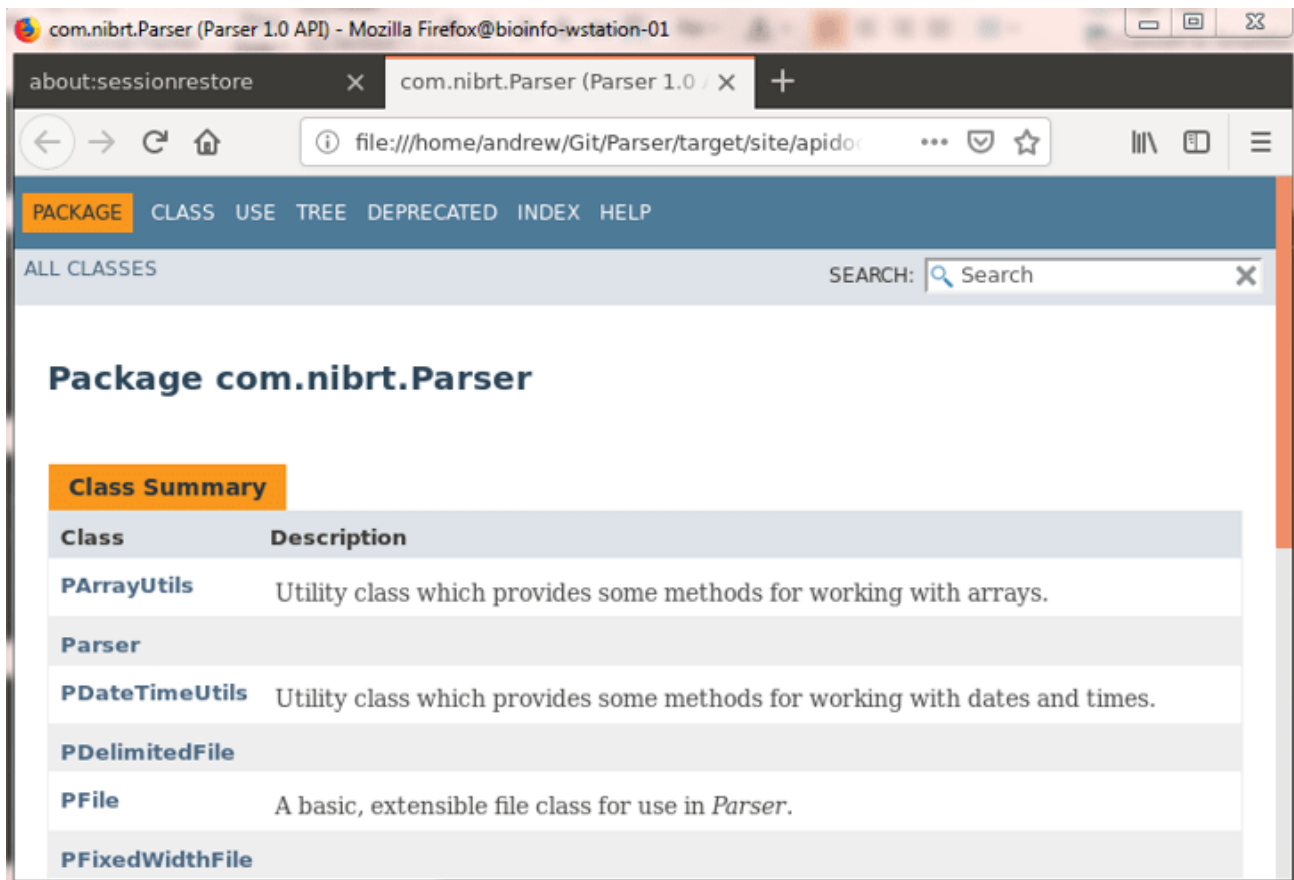 com.nibrt.Parser (Parser 1.0 API) - Mozilla Firefox@bioinfo-wstation-01
about:sessionrestore com.nibrt.Parser (Parser 1.0
file:///home/andrew/Git/Parser/target/site/apido
PACKAGE CLASS USE TREE DEPRECATED INDEX HELP
ALL CLASSES SEARCH: Search
Package com.nibrt.Parser
Class Summary
Class Description
PArrayUtils Utility class which provides some methods for working with arrays.
Parser
PDateTimeUtils Utility class which provides some methods for working with dates and times.
PDelimitedFile
PFile A basic, extensible file class for use in Parser.
PFixedWidthFile